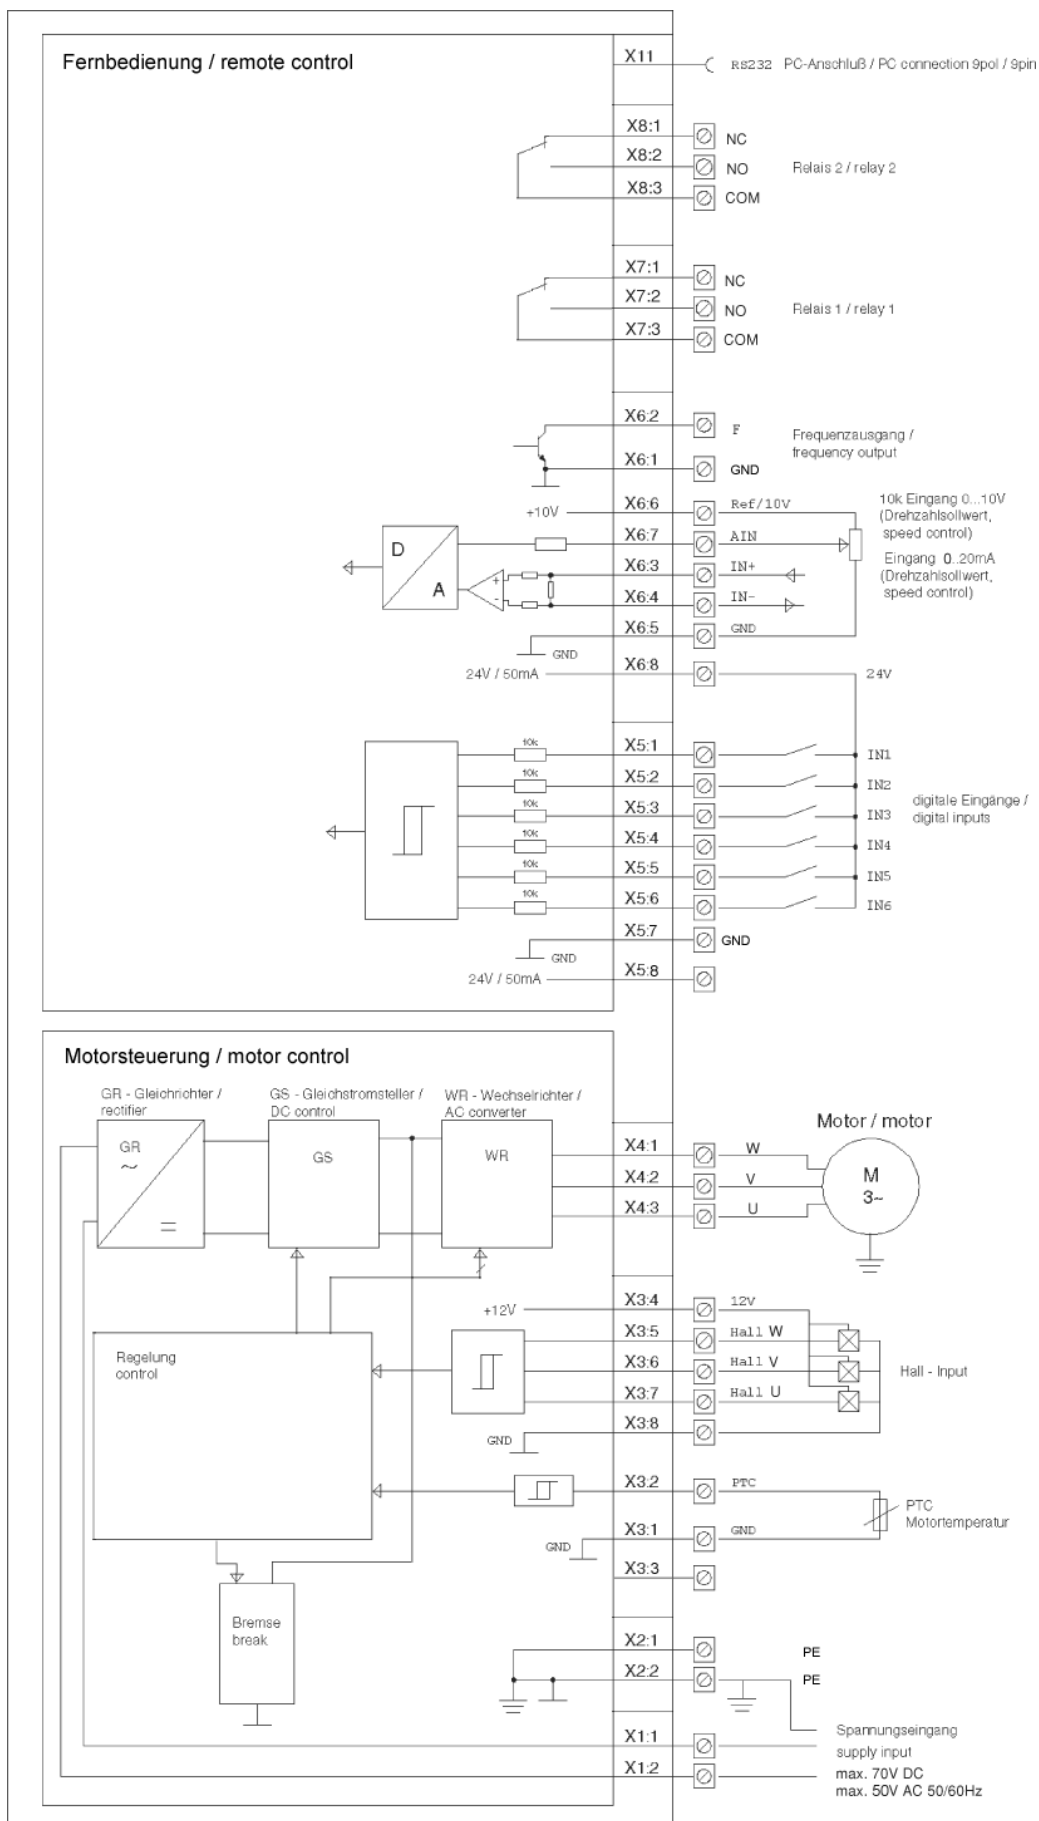 Fernbedienung / remote control
X11
RS232 PC-Anschluß / PC connection 9pol / 9pin
X8:1
NC
X8:2
NO
Relais 2 / relay 2
X8:3
COM
X7:1
NC
X7:2
NO
Relais 1 / relay 1
X7:3
COM
X6:2
F
Frequenzausgang /
frequency output
X6:1
GND
+10V
X6:6
Ref/10V
10k Eingang 0...10V
(Drehzahlsollwert,
speed control)
D
A
X6:7
AIN
+
X6:3
IN+
Eingang 0..20mA
(Drehzahlsollwert,
speed control)
-
X6:4
IN-
X6:5
GND
GND
24V / 50mA
X6:8
24V
10k
X5:1
IN1
10k
X5:2
IN2
digitale Eingänge /
digital inputs
10k
X5:3
IN3
10k
X5:4
IN4
10k
X5:5
IN5
10k
X5:6
IN6
X5:7
GND
GND
24V / 50mA
X5:8
Motorsteuerung / motor control
GR - Gleichrichter /
rectifier
GS - Gleichstromsteller /
DC control
WR - Wechselrichter /
AC converter
GR
~
=
GS
WR
Motor / motor
X4:1
W
X4:2
V
X4:3
U
M
3~
+12V
X3:4
12V
X3:5
Hall W
X3:6
Hall V
Hall - Input
X3:7
Hall U
X3:8
GND
Regelung
control
X3:2
PTC
PTC
Motortemperatur
X3:1
GND
GND
X3:3
Bremse
break
X2:1
PE
X2:2
PE
X1:1
Spannungseingang
supply input
X1:2
max. 70V DC
max. 50V AC 50/60Hz